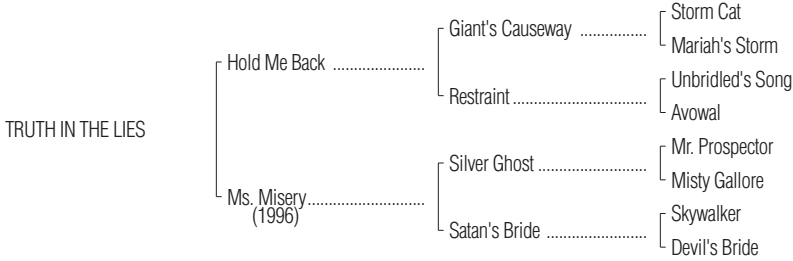 Storm Cat
Giant's Causeway ................
Mariah's Storm
Hold Me Back ......................
Unbridled's Song
Restraint ................................
Avowal
TRUTH IN THE LIES
Mr. Prospector
Silver Ghost ..........................
Misty Gallore
Ms. Misery ............................
(1996)
Skywalker
Satan's Bride ........................
Devil's Bride